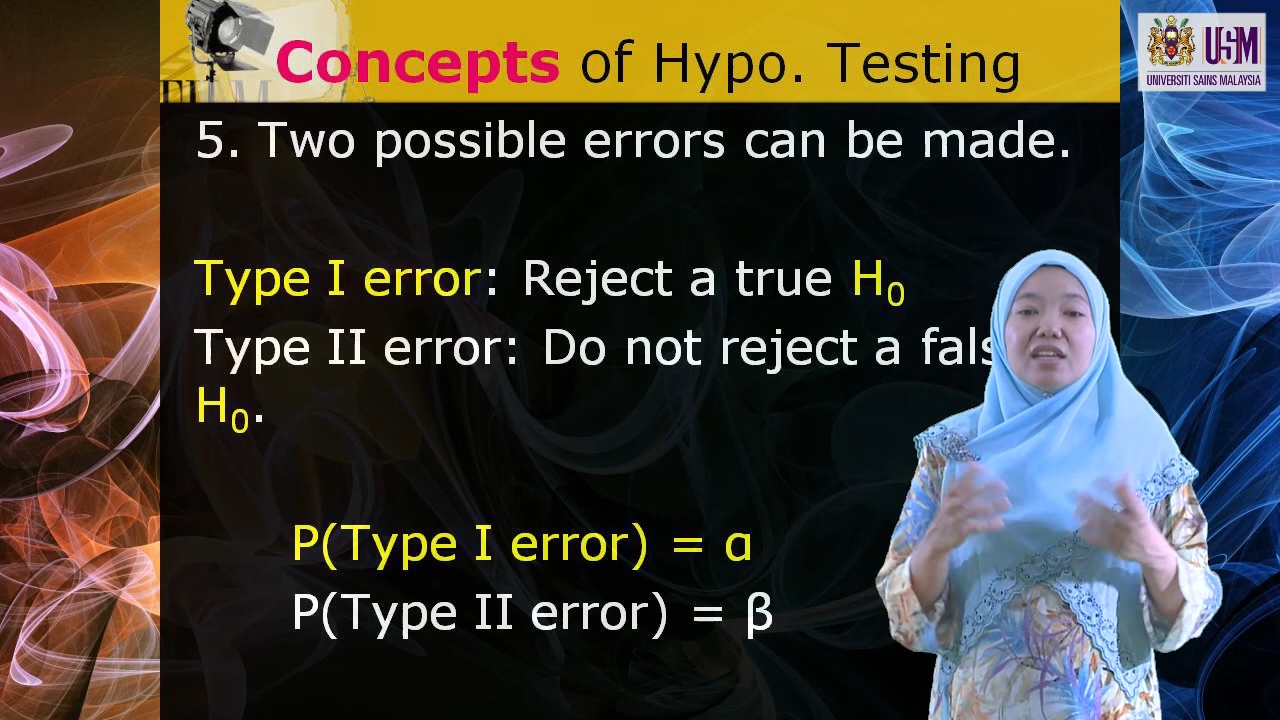 Concepts of Hypo. Testing
USM
UNIVERSITI SAINS MALAYSIA
5. Two possible errors can be made.
Type I error: Reject a true H₀
Type II error: Do not reject a fals
H₀.
P(Type I error) = α
P(Type II error) = β